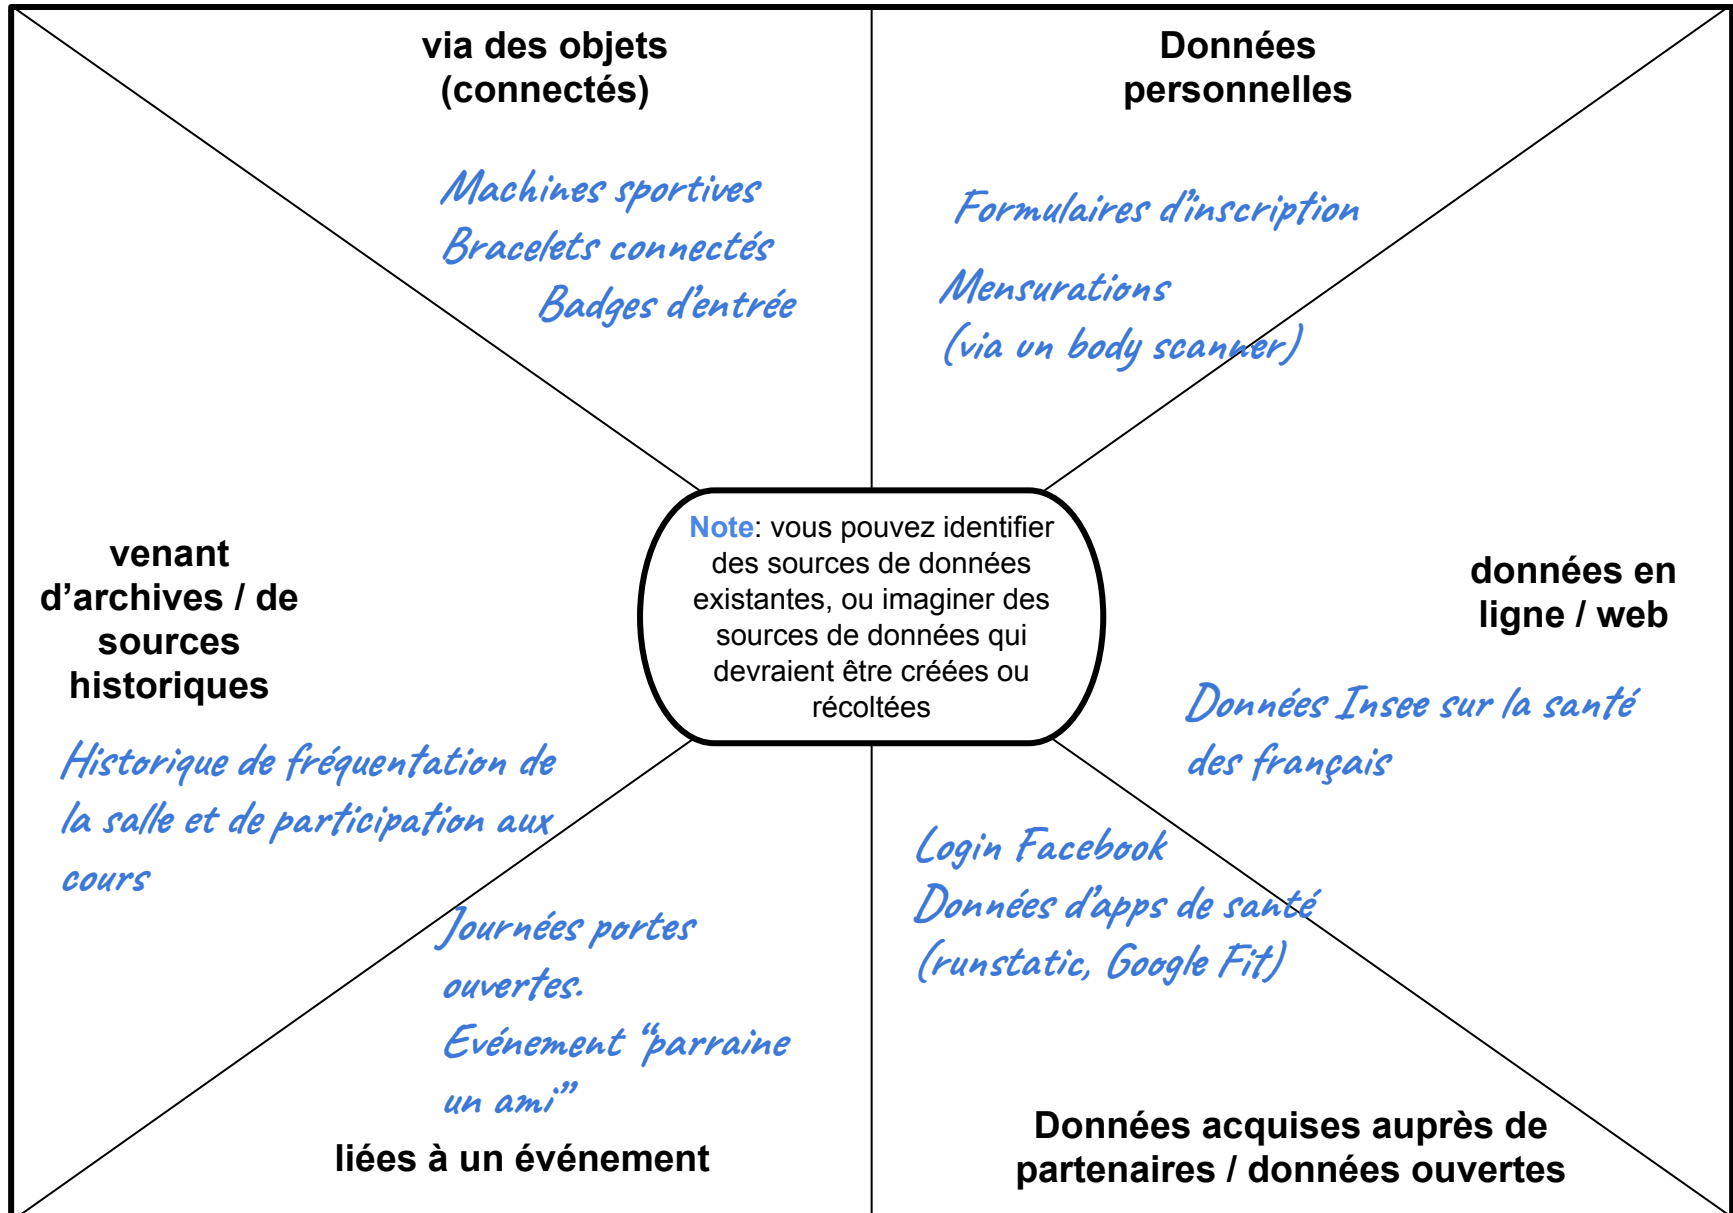 via des objets
(connectés)
Machines sportives
Bracelets connectés
Badges d'entrée
Données
personnelles
Formulaires d'inscription
Mensurations
(via un body scanner)
venant
d'archives / de
sources
historiques
Historique de fréquentation de
la salle et de participation aux
cours
Note: vous pouvez identifier
des sources de données
existantes, ou imaginer des
sources de données qui
devraient être créées ou
récoltées
données en
ligne / web
Données Insee sur la santé
des français
Journées portes
ouvertes.
Evénement “parraine
un ami”
liées à un événement
Login Facebook
Données d'apps de santé
(runstatic, Google Fit)
Données acquises auprès de
partenaires / données ouvertes